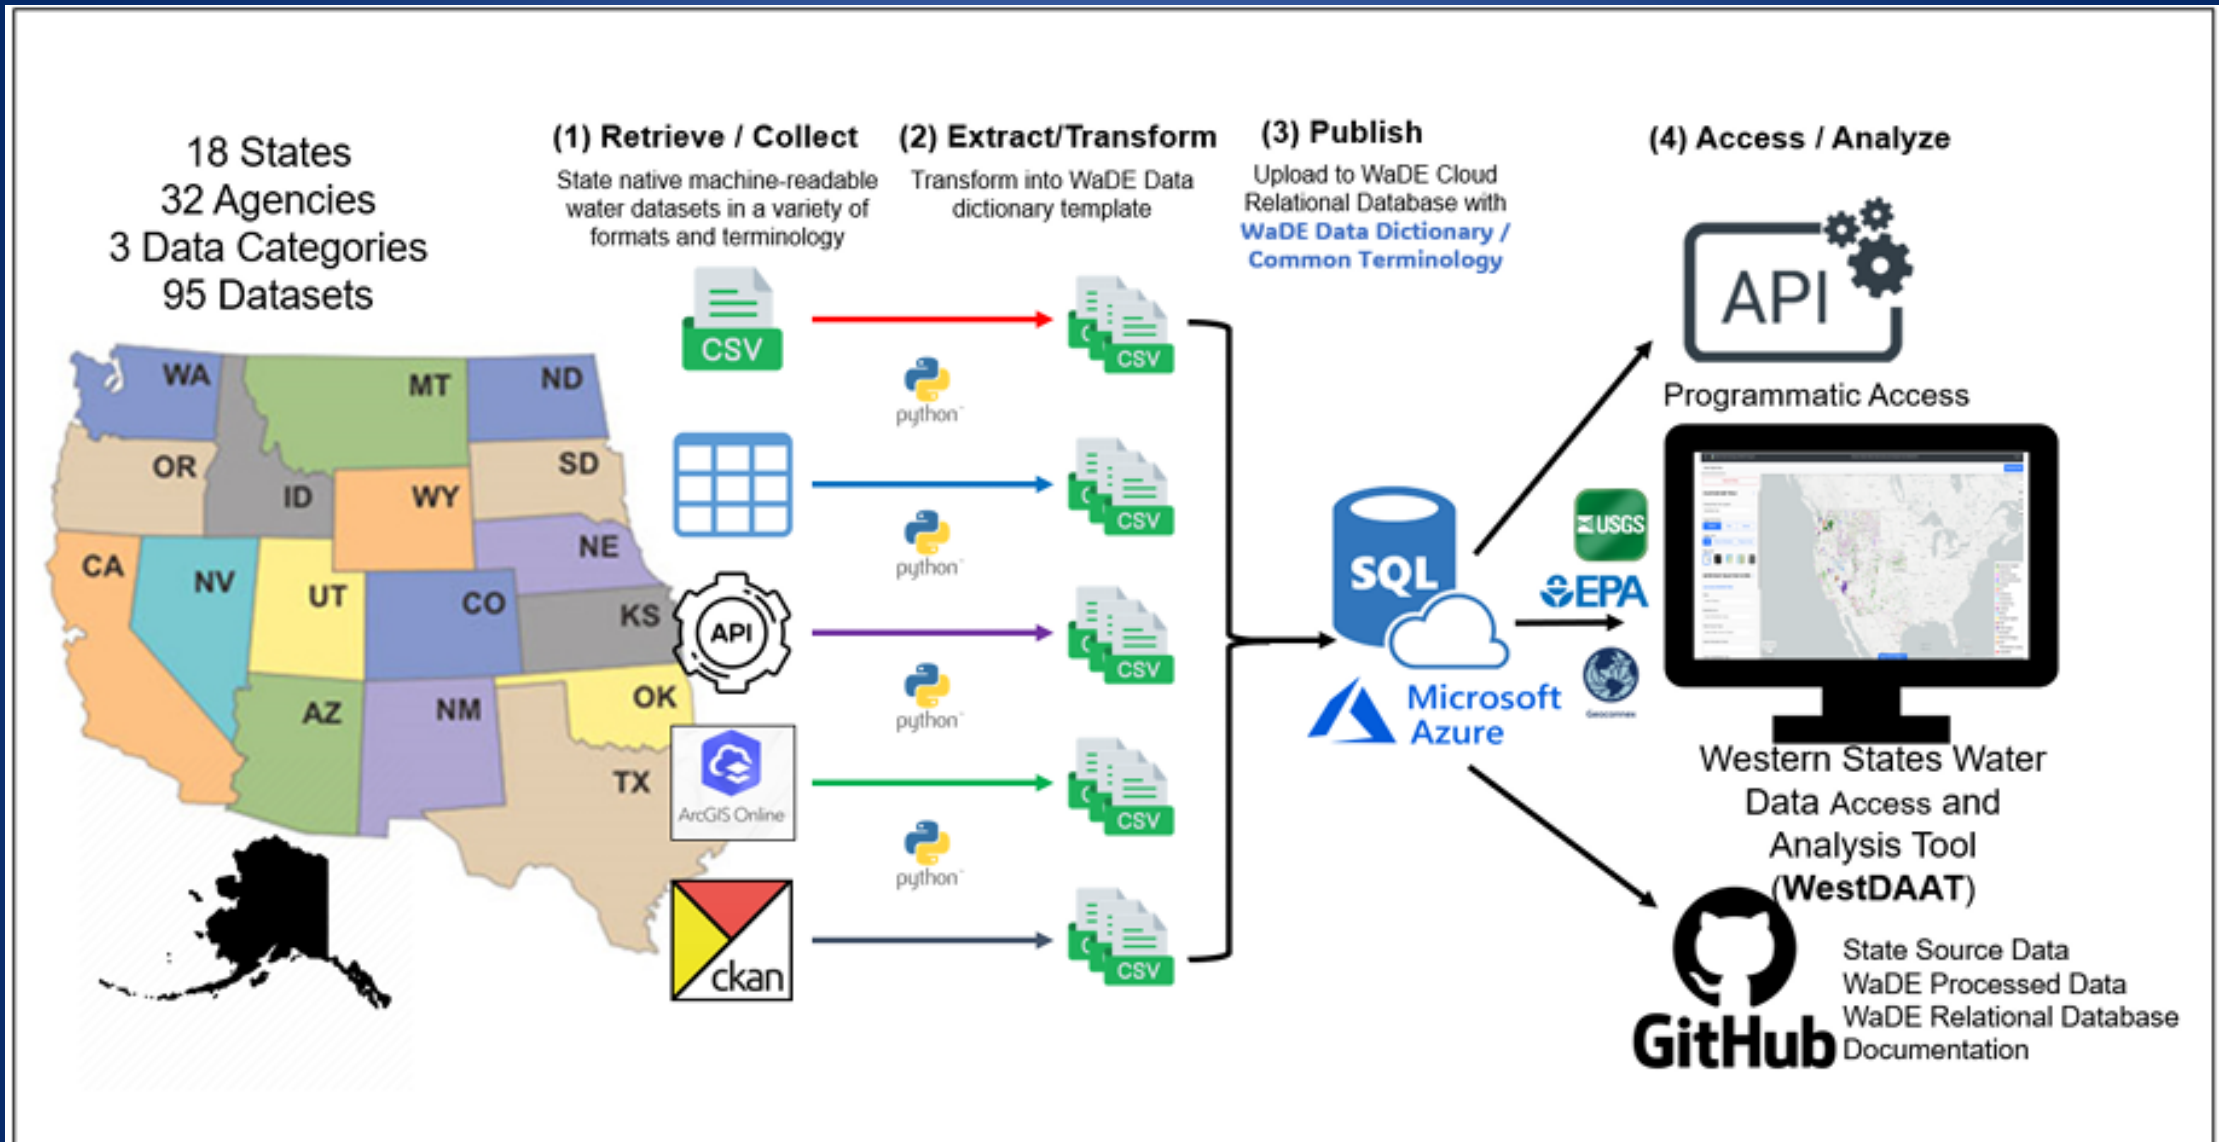 18 States
32 Agencies
3 Data Categories
95 Datasets
WA
MT
ND
OR
ID
WY
SD
CA
NV
UT
CO
NE
KS
AZ
NM
OK
TX
(1) Retrieve / Collect
State native machine-readable
water datasets in a variety of
formats and terminology
CSV
API
ArcGIS Online
ckan
(2) Extract/Transform
Transform into WaDE Data
dictionary template
python
python
python
python
CSV
CSV
CSV
CSV
CSV
(3) Publish
Upload to WaDE Cloud
Relational Database with
WaDE Data Dictionary /
Common Terminology
SQL
Microsoft
Azure
(4) Access / Analyze
API
Programmatic Access
USGS
EPA
Geoconnex
Western States Water
Data Access and
Analysis Tool
(WestDAAT)
GitHub
State Source Data
WaDE Processed Data
WaDE Relational Database
Documentation